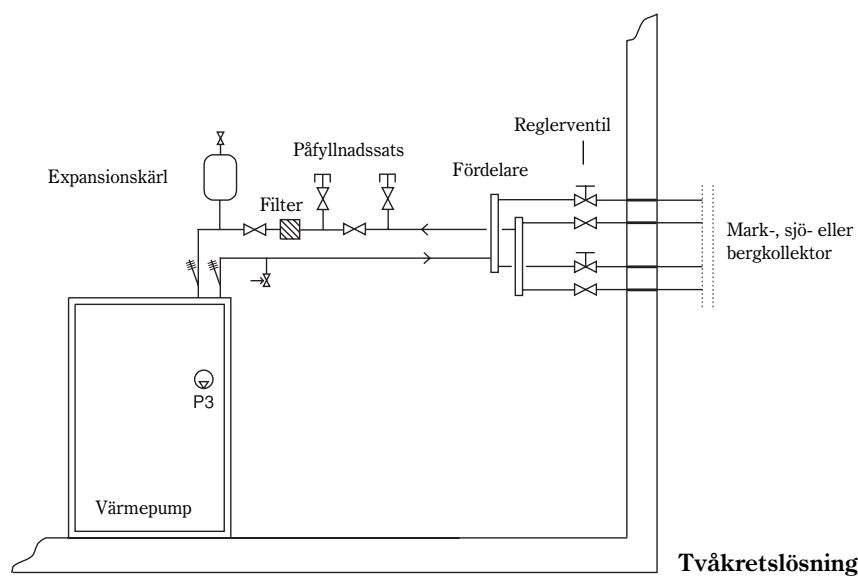 Reglerventil
Påfyllnadssats
Fördelare
Expansionskärl
Filter
Mark-, sjö- eller
bergkollektor
P3
Värmepump
Tvåkretslösning